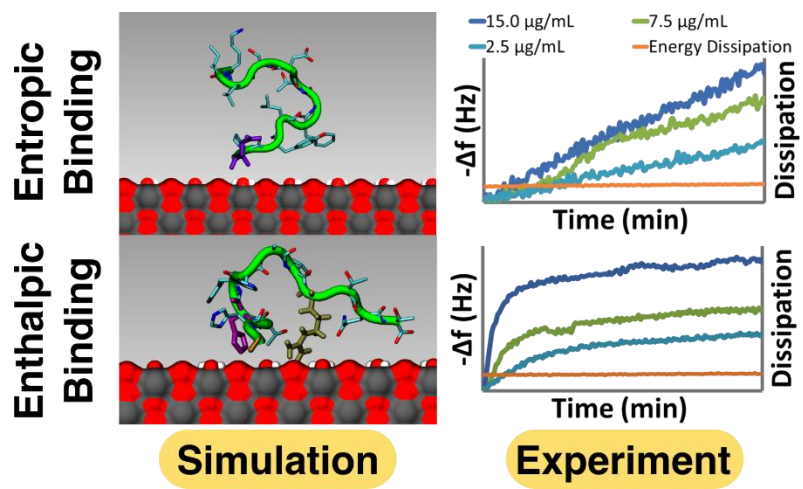 Entropic
Binding
Enthalpic
Binding
Simulation
15.0 µg/mL
7.5 µg/mL
2.5 µg/mL
Energy Dissipation
-Δf (Hz)
Dissipation
Time (min)
-Δf (Hz)
Dissipation
Time (min)
Experiment